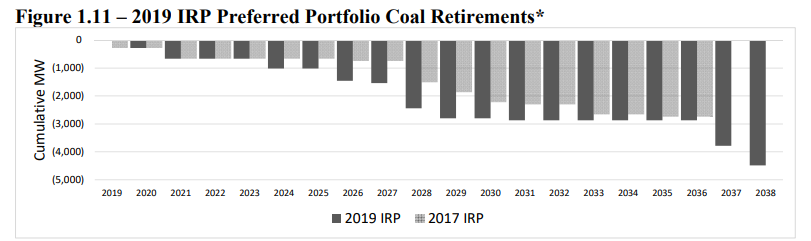 Figure 1.11 – 2019 IRP Preferred Portfolio Coal Retirements*
Cumulative MW
0
(1,000)
(2,000)
(3,000)
(4,000)
(5,000)
2019 2020 2021 2022 2023 2024 2025 2026 2027 2028 2029 2030 2031 2032 2033 2034 2035 2036 2037 2038
2019 IRP 2017 IRP